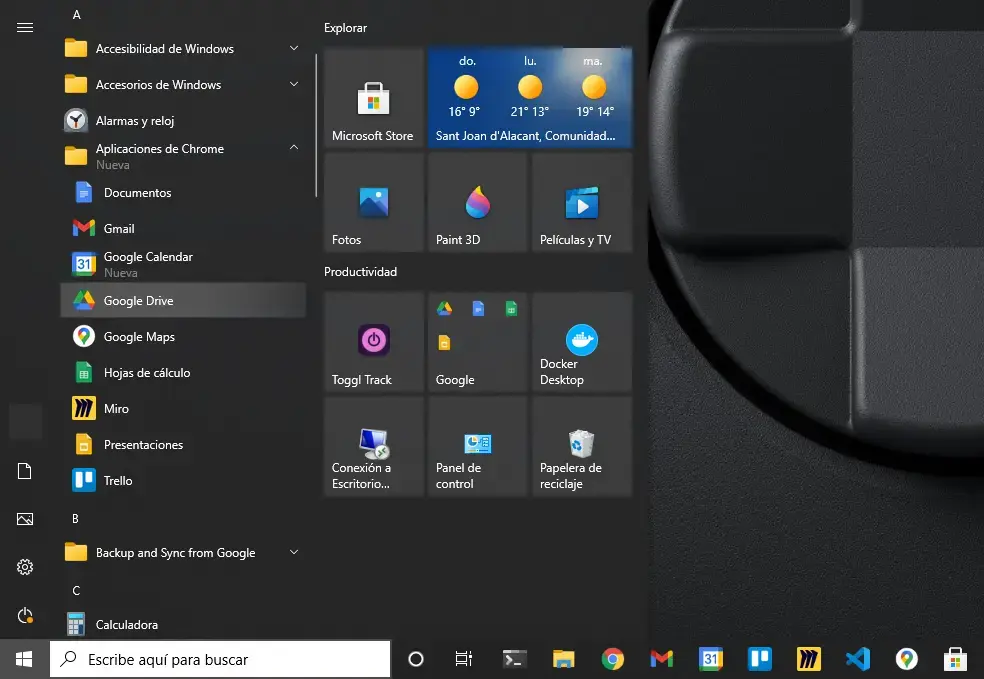 A
Accesibilidad de Windows
Accesorios de Windows
Alarmas y reloj
Aplicaciones de Chrome
Nueva
Documentos
Gmail
Google Calendar
Nueva
Google Drive
Google Maps
Hojas de cálculo
Miro
Presentaciones
Trello
B
Backup and Sync from Google
C
Calculadora
Explorar
Microsoft Store
do. lu. ma.
16° 9° 21° 13° 19° 14°
Sant Joan d'Alacant, Comunidad...
Fotos
Paint 3D
Películas y TV
Productividad
Toggl Track
Google
Docker
Desktop
Conexión a
Escritorio...
Panel de
control
Papelera de
reciclaje
31
Escribe aquí para buscar
31